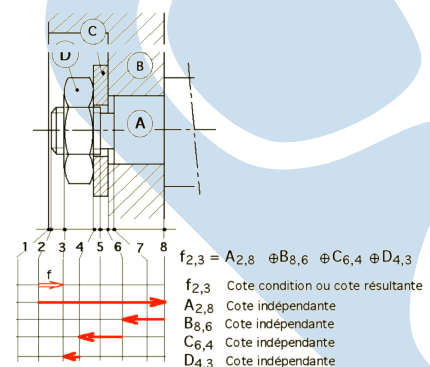 C
D
B
A
1 2 3 4 5 6 7 8
f
f2,3 = A2,8 ⊕B8,6 ⊕C6,4 ⊕D4,3
f2,3 Cote condition ou cote résultante
A2,8 Cote indépendante
B8,6 Cote indépendante
C6,4 Cote indépendante
D4,3 Cote indépendante